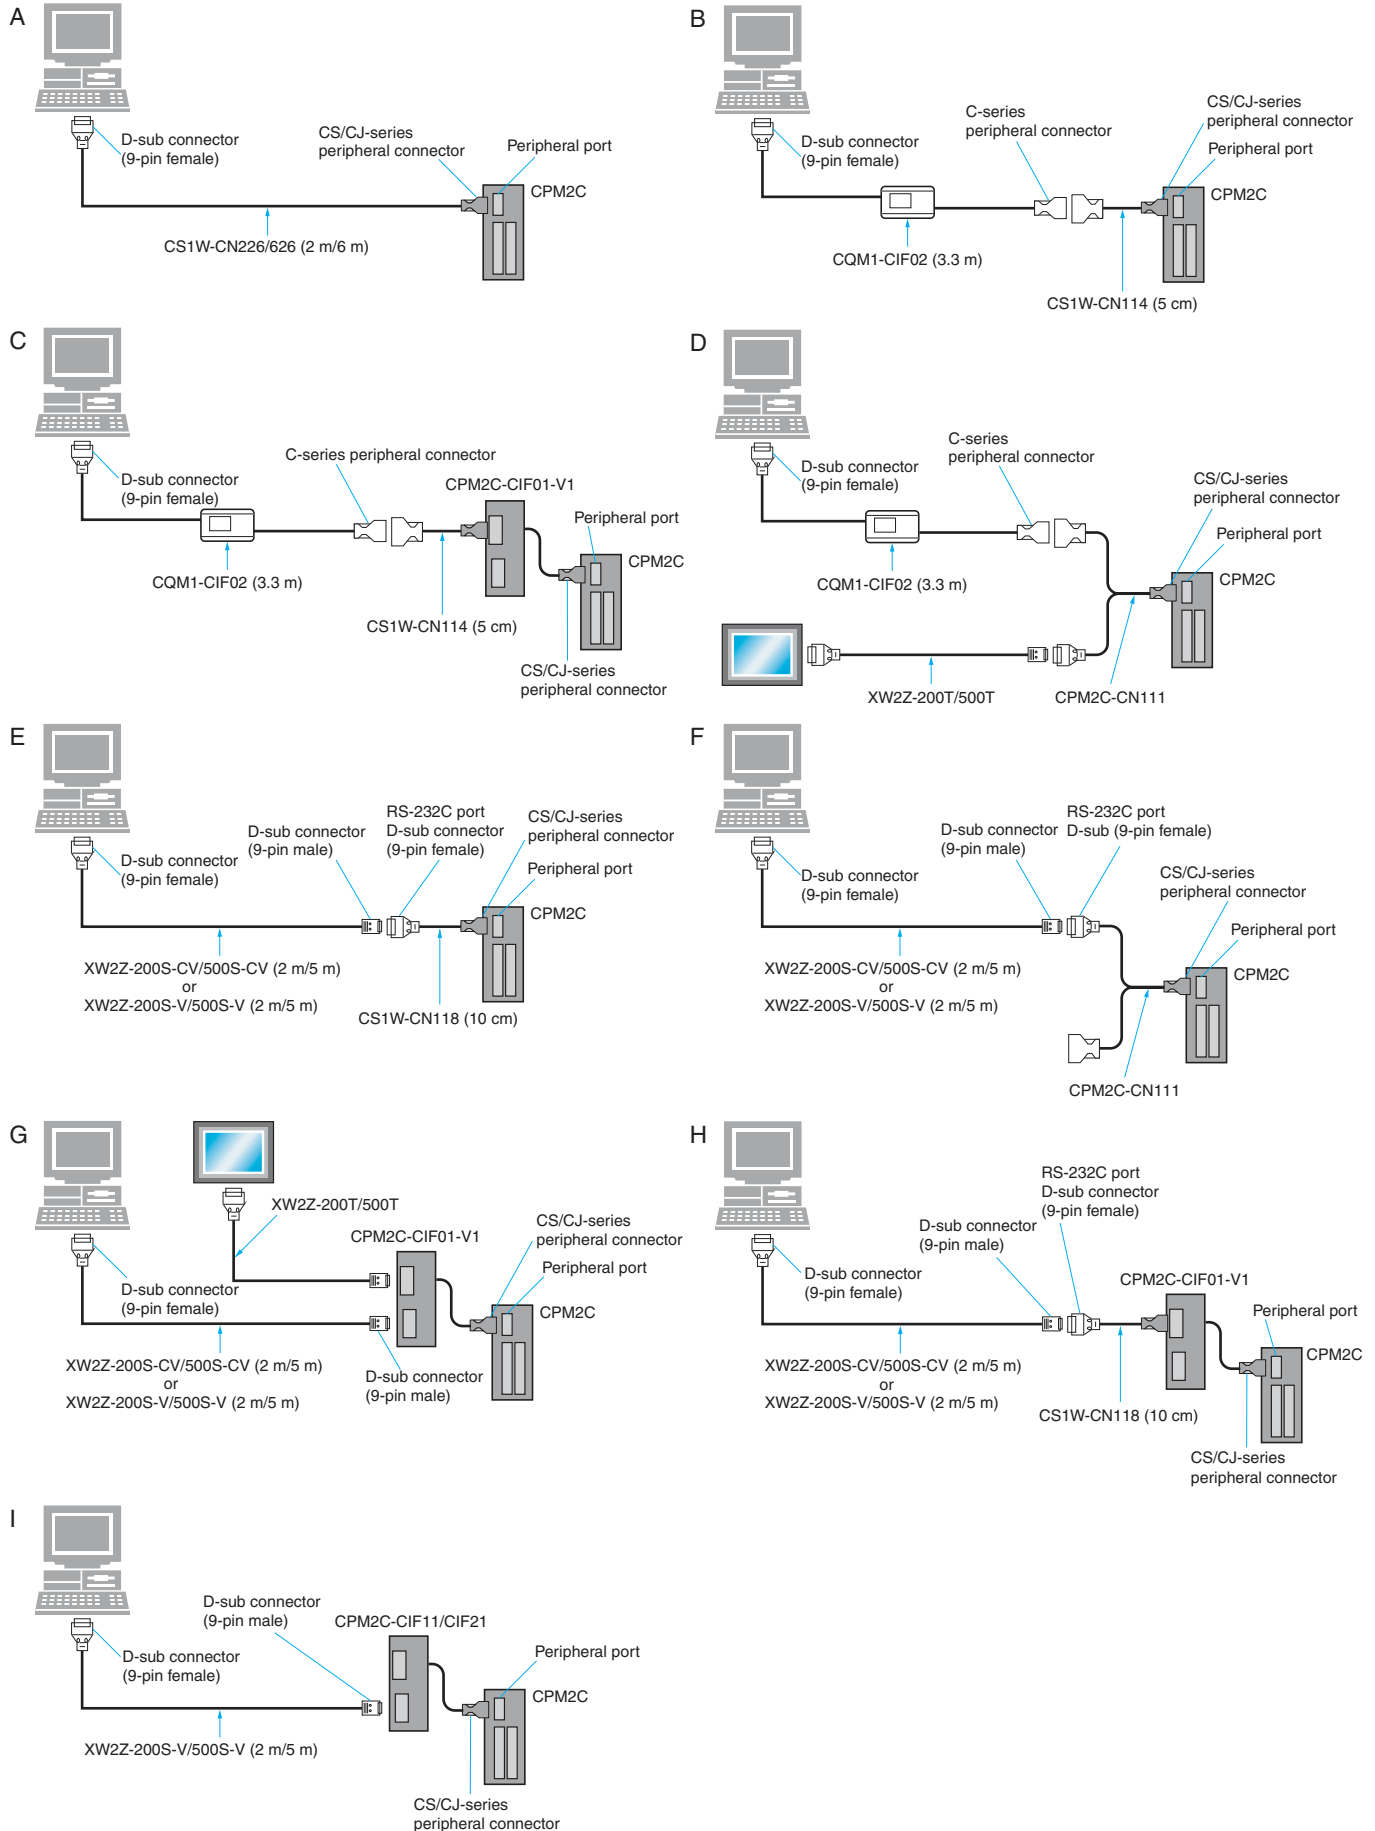 A
D-sub connector
(9-pin female)
CS/CJ-series
peripheral connector
Peripheral port
CPM2C
CS1W-CN226/626 (2 m/6 m)
B
D-sub connector
(9-pin female)
C-series
peripheral connector
CS/CJ-series
peripheral connector
Peripheral port
CPM2C
CQM1-CIF02 (3.3 m)
CS1W-CN114 (5 cm)
C
D-sub connector
(9-pin female)
C-series peripheral connector
CPM2C-CIF01-V1
Peripheral port
CPM2C
CQM1-CIF02 (3.3 m)
CS1W-CN114 (5 cm)
CS/CJ-series
peripheral connector
D
D-sub connector
(9-pin female)
C-series
peripheral connector
CS/CJ-series
peripheral connector
Peripheral port
CPM2C
CQM1-CIF02 (3.3 m)
XW2Z-200T/500T
CPM2C-CN111
E
D-sub connector
(9-pin female)
D-sub connector
(9-pin male)
RS-232C port
D-sub connector
(9-pin female)
CS/CJ-series
peripheral connector
Peripheral port
CPM2C
XW2Z-200S-CV/500S-CV (2 m/5 m)
or
XW2Z-200S-V/500S-V (2 m/5 m)
CS1W-CN118 (10 cm)
F
D-sub connector
(9-pin female)
D-sub connector
(9-pin male)
RS-232C port
D-sub (9-pin female)
CS/CJ-series
peripheral connector
Peripheral port
CPM2C
XW2Z-200S-CV/500S-CV (2 m/5 m)
or
XW2Z-200S-V/500S-V (2 m/5 m)
CPM2C-CN111
G
XW2Z-200T/500T
CPM2C-CIF01-V1
CS/CJ-series
peripheral connector
Peripheral port
CPM2C
D-sub connector
(9-pin female)
XW2Z-200S-CV/500S-CV (2 m/5 m)
or
XW2Z-200S-V/500S-V (2 m/5 m)
D-sub connector
(9-pin male)
H
D-sub connector
(9-pin female)
D-sub connector
(9-pin male)
RS-232C port
D-sub connector
(9-pin female)
CPM2C-CIF01-V1
Peripheral port
CPM2C
XW2Z-200S-CV/500S-CV (2 m/5 m)
or
XW2Z-200S-V/500S-V (2 m/5 m)
CS1W-CN118 (10 cm)
CS/CJ-series
peripheral connector
I
D-sub connector
(9-pin female)
D-sub connector
(9-pin male)
CPM2C-CIF11/CIF21
Peripheral port
CPM2C
XW2Z-200S-V/500S-V (2 m/5 m)
CS/CJ-series
peripheral connector